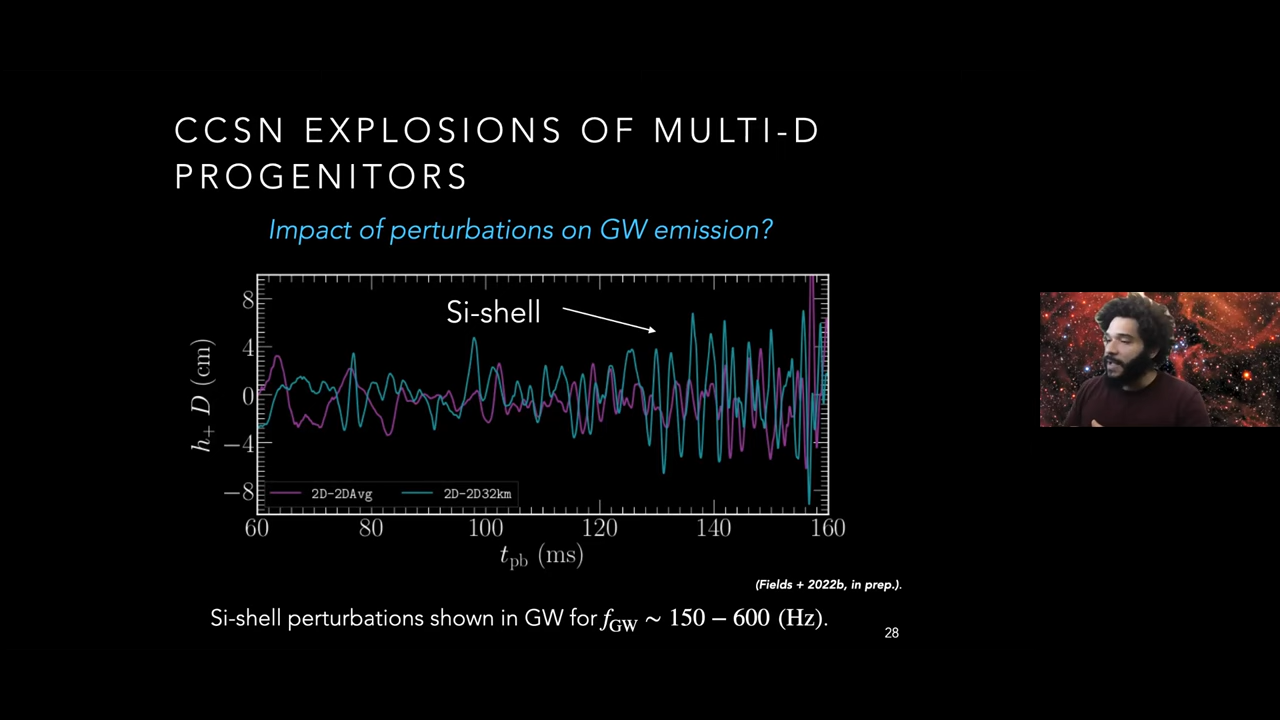 CCSN EXPLOSIONS OF MULTI-D
PROGENITORS
Impact of perturbations on GW emission?
Si-shell
8
4
0
−4
−8
h+ D (cm)
2D-2DAvg
2D-2D32km
60
80
100
120
140
160
tpb (ms)
(Fields + 2022b, in prep.).
Si-shell perturbations shown in GW for fGW ∼ 150 − 600 (Hz).
28